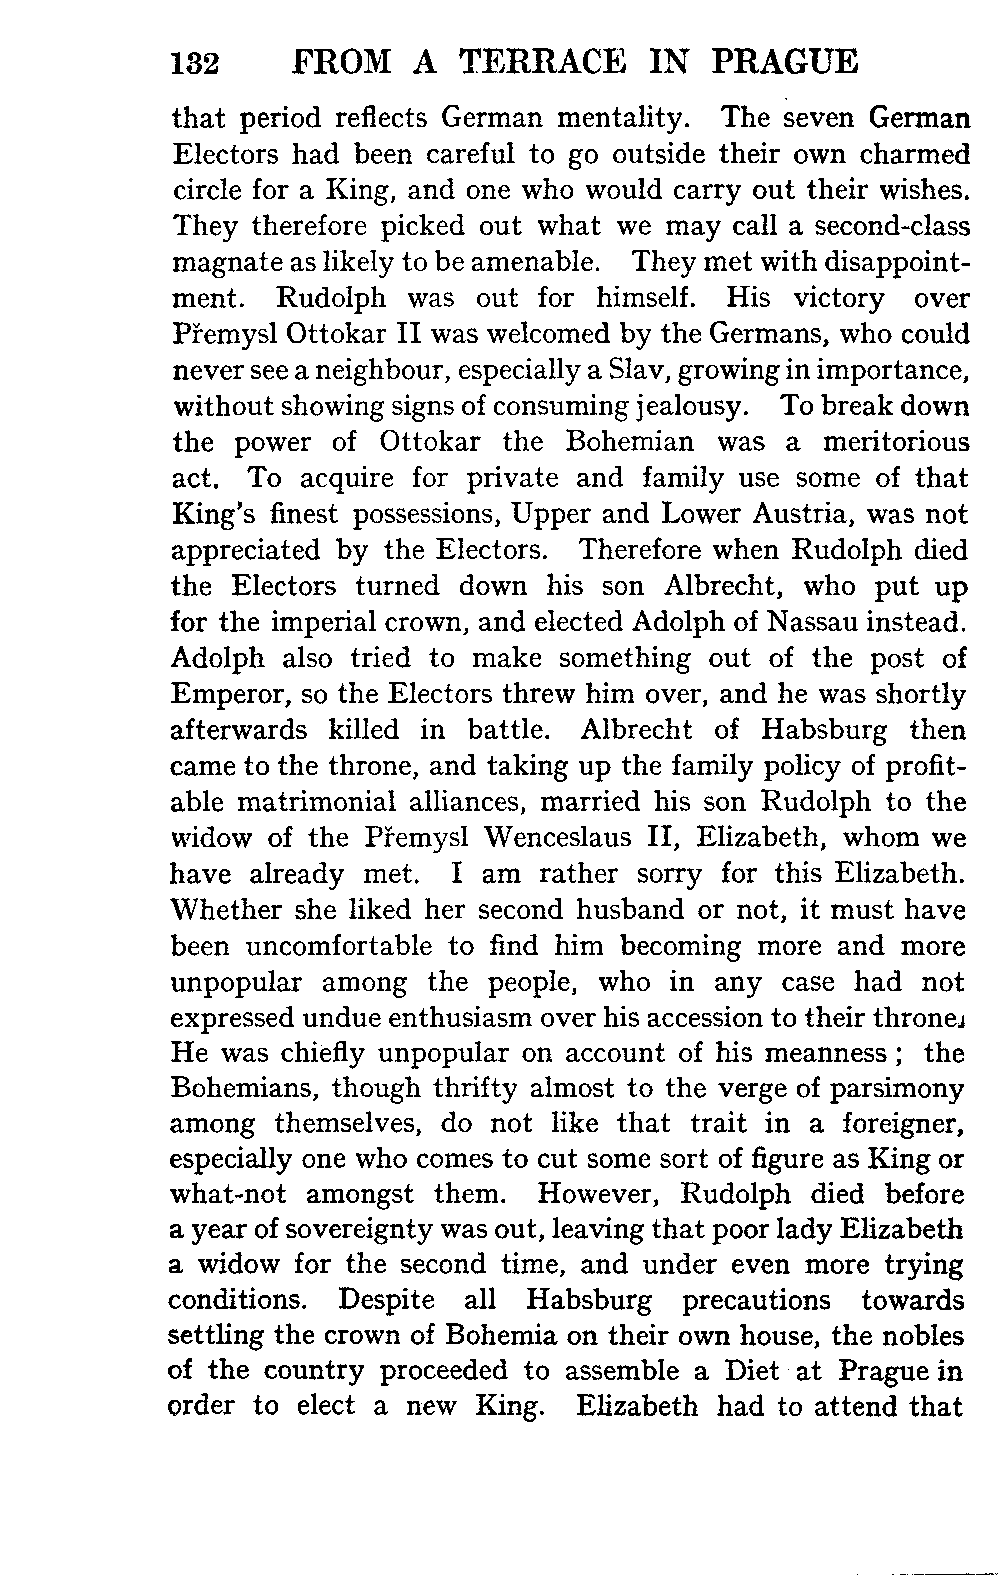 132 FROM A TERRACE IN PRAGUE
that period reflects German mentality. The seven German
Electors had been careful to go outside their own charmed
circle for a King, and one who would carry out their wishes.
They therefore picked out what we may call a second-class
magnate as likely to be amenable. They met with disappoint-
ment. Rudolph was out for himself. His victory over
Přemysl Ottokar II was welcomed by the Germans, who could
never see a neighbour, especially a Slav, growing in importance,
without showing signs of consuming jealousy. To break down
the power of Ottokar the Bohemian was a meritorious
act. To acquire for private and family use some of that
King's finest possessions, Upper and Lower Austria, was not
appreciated by the Electors. Therefore when Rudolph died
the Electors turned down his son Albrecht, who put up
for the imperial crown, and elected Adolph of Nassau instead.
Adolph also tried to make something out of the post of
Emperor, so the Electors threw him over, and he was shortly
afterwards killed in battle. Albrecht of Habsburg then
came to the throne, and taking up the family policy of profit-
able matrimonial alliances, married his son Rudolph to the
widow of the Přemysl Wenceslaus II, Elizabeth, whom we
have already met. I am rather sorry for this Elizabeth.
Whether she liked her second husband or not, it must have
been uncomfortable to find him becoming more and more
unpopular among the people, who in any case had not
expressed undue enthusiasm over his accession to their throne.
He was chiefly unpopular on account of his meanness ; the
Bohemians, though thrifty almost to the verge of parsimony
among themselves, do not like that trait in a foreigner,
especially one who comes to cut some sort of figure as King or
what-not amongst them. However, Rudolph died before
a year of sovereignty was out, leaving that poor lady Elizabeth
a widow for the second time, and under even more trying
conditions. Despite all Habsburg precautions towards
settling the crown of Bohemia on their own house, the nobles
of the country proceeded to assemble a Diet at Prague in
order to elect a new King. Elizabeth had to attend that